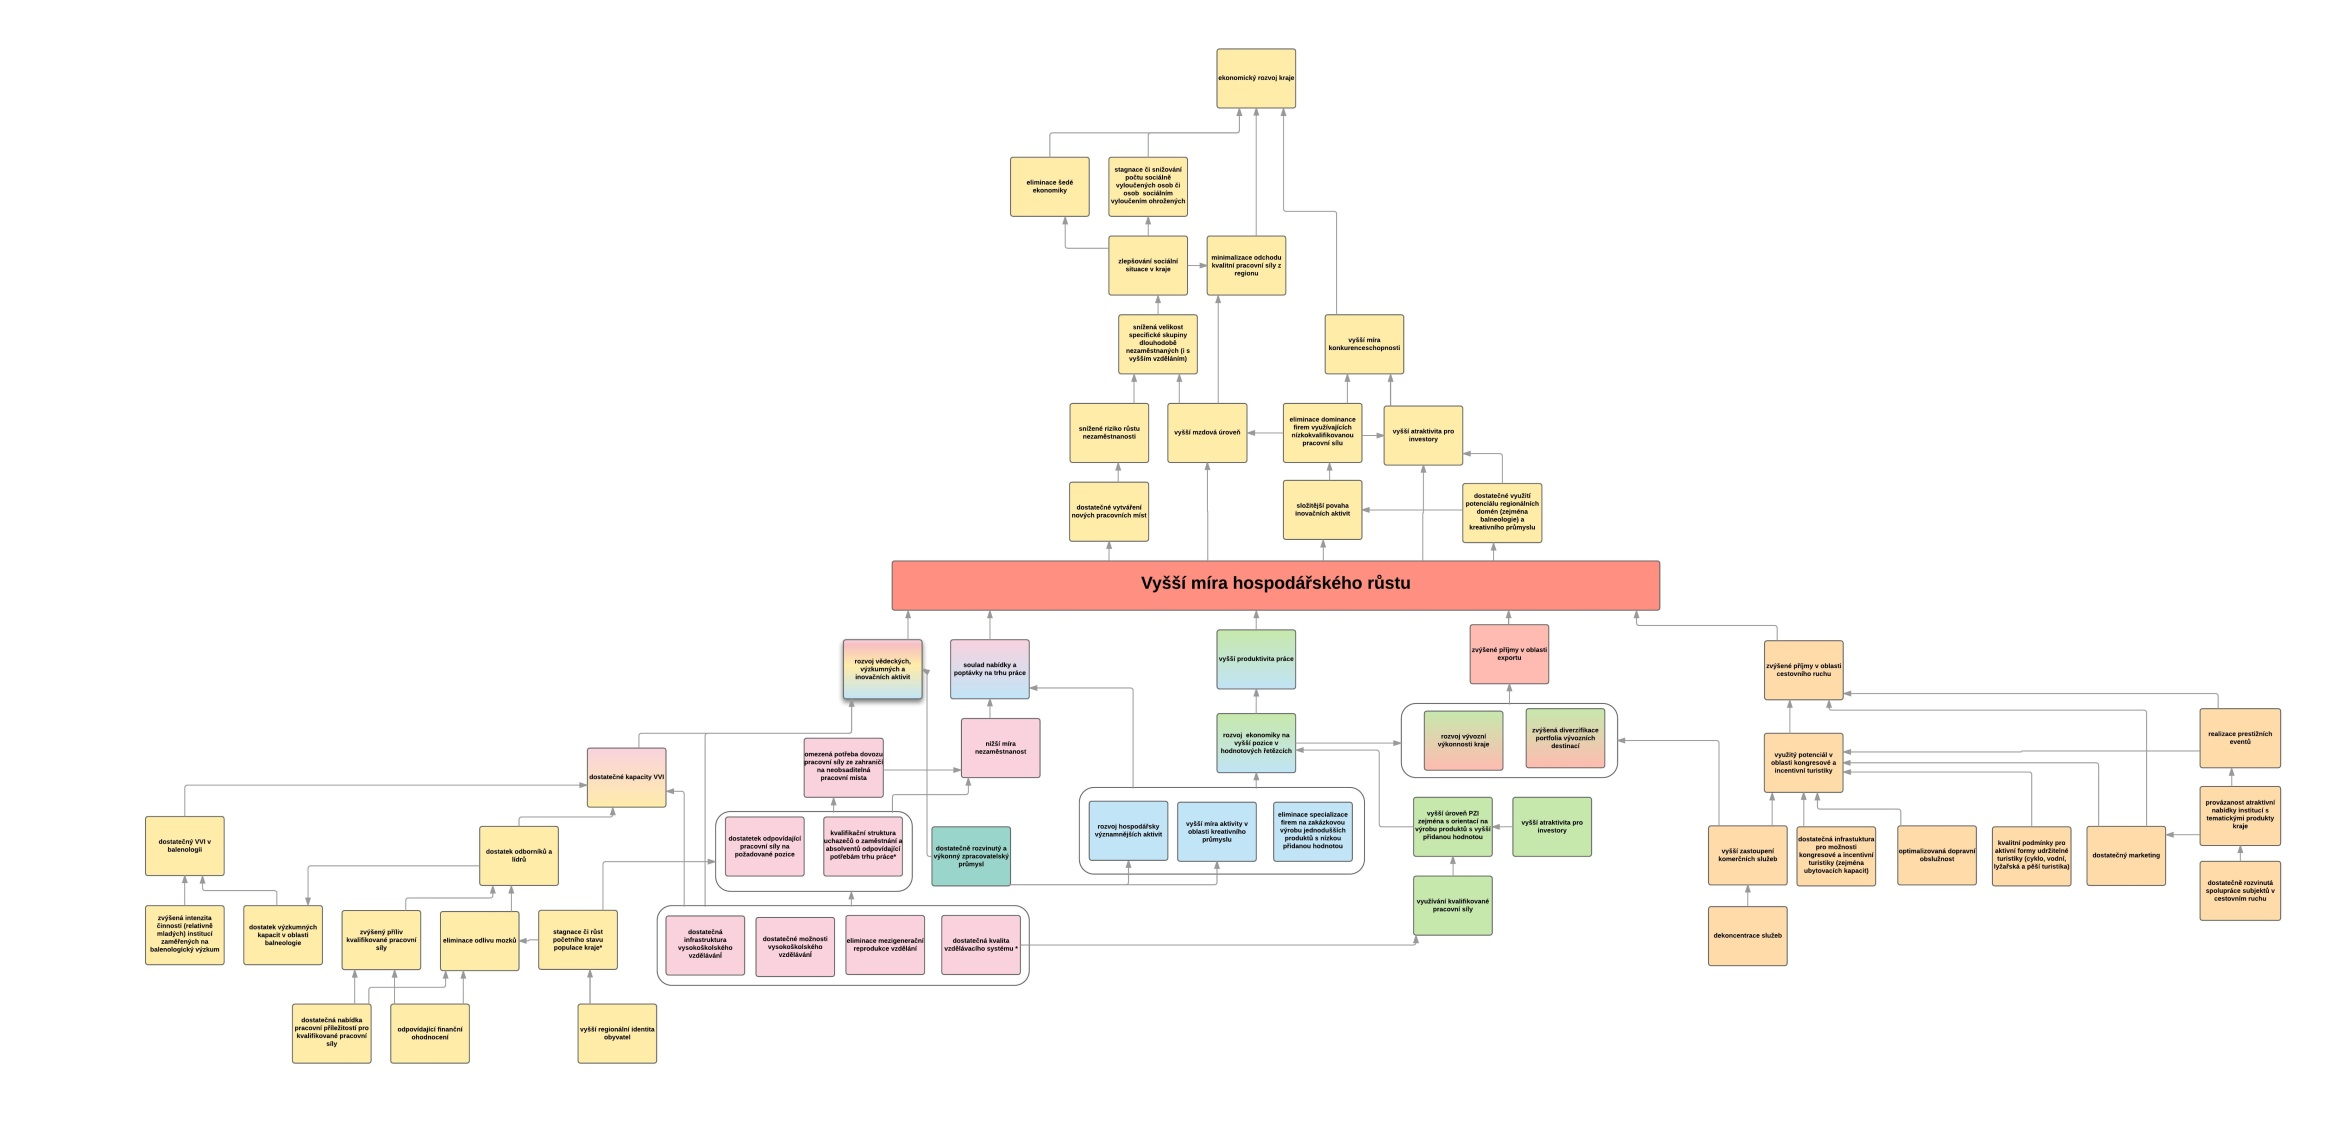 ekonomický rozvoj kraje
eliminace šedé
ekonomiky
stagnace či snižování
počtu sociálně
vyloučených osob či
osob  sociálním
vyloučením ohrožených
zlepšování sociální
situace v kraje
minimalizace odchodu
kvalitní pracovní síly z
regionu
snížená velikost
specifické skupiny
dlouhodobě
nezaměstnaných (i s
vyšším vzděláním)
vyšší míra
konkurenceschopnosti
snížené riziko růstu
nezaměstnanosti
vyšší mzdová úroveň
eliminace dominance
firem využívajících
nízkokvalifikovanou
pracovní sílu
vyšší atraktivita pro
investory
dostatečné vytváření
nových pracovních míst
složitější povaha
inovačních aktivit
dostatečné využití
potenciálu regionálních
domén (zejména
balneologie) a
kreativního průmyslu
Vyšší míra hospodářského růstu
rozvoj vědeckých,
výzkumných a
inovačních aktivit
soulad nabídky a
poptávky na trhu práce
vyšší produktivita práce
zvýšené příjmy v oblasti
exportu
zvýšené příjmy v oblasti
cestovního ruchu
dostatečné kapacity VVI
omezená potřeba dovozu
pracovní síly ze zahraničí
na neobsaditelná
pracovní místa
nižší míra
nezaměstnanost
rozvoj  ekonomiky na
vyšší pozice v
hodnotových řetězcích
rozvoj vývozní
výkonnosti kraje
zvýšená diverzifikace
portfolia vývozních
destinací
využitý potenciál v
oblasti kongresové a
incentivní turistiky
realizace prestižních
eventů
dostatečný VVI v
balenologii
dostatek odborníků a
lídrů
dostatetek odpovídající
pracovní síly na
požadované pozice
kvalifikační struktura
uchazečů o zaměstnání a
absolventů odpovídající
potřebám trhu práce*
dostatečně rozvinutý a
výkonný zpracovatelský
průmysl
rozvoj hospodářsky
významnějších aktivit
vyšší míra aktivity v
oblasti kreativního
průmyslu
eliminace specializace
firem na zakázkovou
výrobu jednodušších
produktů s nízkou
přidanou hodnotou
vyšší úroveň PZI
zejména s orientací na
výrobu produktů s vyšší
přidanou hodnotou
vyšší atraktivita pro
investory
vyšší zastoupení
komerčních služeb
dostatečná infrastuktura
pro možnosti
kongresové a incentivní
turistiky (zejména
ubytovacích kapacit)
optimalizovaná dopravní
obslužnost
kvalitní podmínky pro
aktivní formy udržitelné
turistiky (cyklo, vodní,
lyžařská a pěší turistika)
dostatečný marketing
provázanost atraktivní
nabídky institucí s
tematickými produkty
kraje
zvýšená intenzita
činnosti (relativně
mladých) institucí
zaměřených na
balenologický výzkum
dostatek výzkumných
kapacit v oblasti
balneologie
zvýšený příliv
kvalifikované pracovní
síly
eliminace odlivu mozků
stagnace či růst
početního stavu
populace kraje*
dostatečná
infrastruktura
vysokoškolského
vzdělávání
dostatečné možnosti
vysokoškolského
vzdělávání
eliminace mezigenerační
reprodukce vzdělání
dostatečná kvalita
vzdělávacího systému *
využívání kvalifikované
pracovní síly
dekoncentrace služeb
dostatečně rozvinutá
spolupráce subjektů v
cestovním ruchu
dostatečná nabídka
pracovní příležitosti pro
kvalifikované pracovní
síly
odpovídající finanční
ohodnocení
vyšší regionální identita
obyvatel